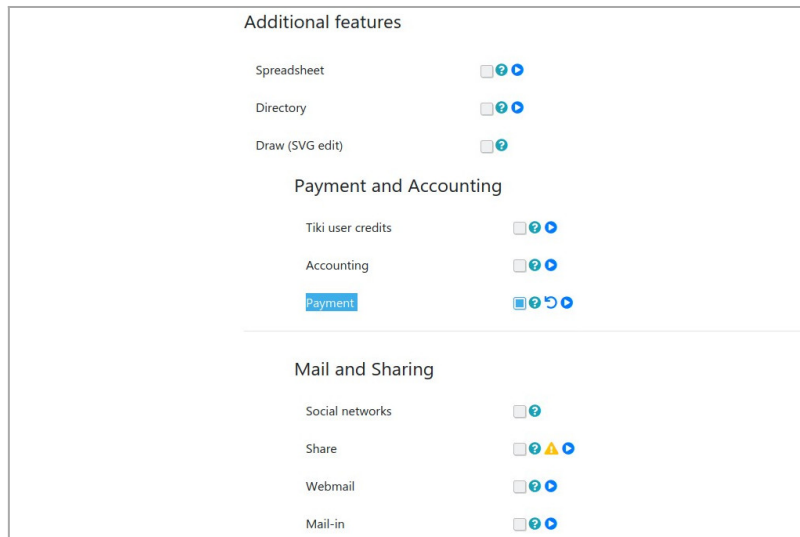 Additional features
Spreadsheet
Directory
Draw (SVG edit)
Payment and Accounting
Tiki user credits
Accounting
Payment
Mail and Sharing
Social networks
Share
Webmail
Mail-in